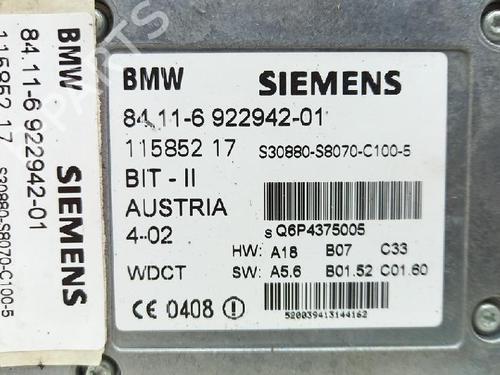 BMW SIEMENS
84.11-6 922942-01
115852 17 S30880-S8070-C100-5
BIT - II
AUSTRIA
s Q6P4375005
4-02
HW: A18 B07 C33
WDCT SW: A5.6 B01.52 C01.60
CE 0408
520039413144162
BMW SIEMENS
84.11-6 922942-01
115852 17 S30880-S8070-C100-5
PARTS